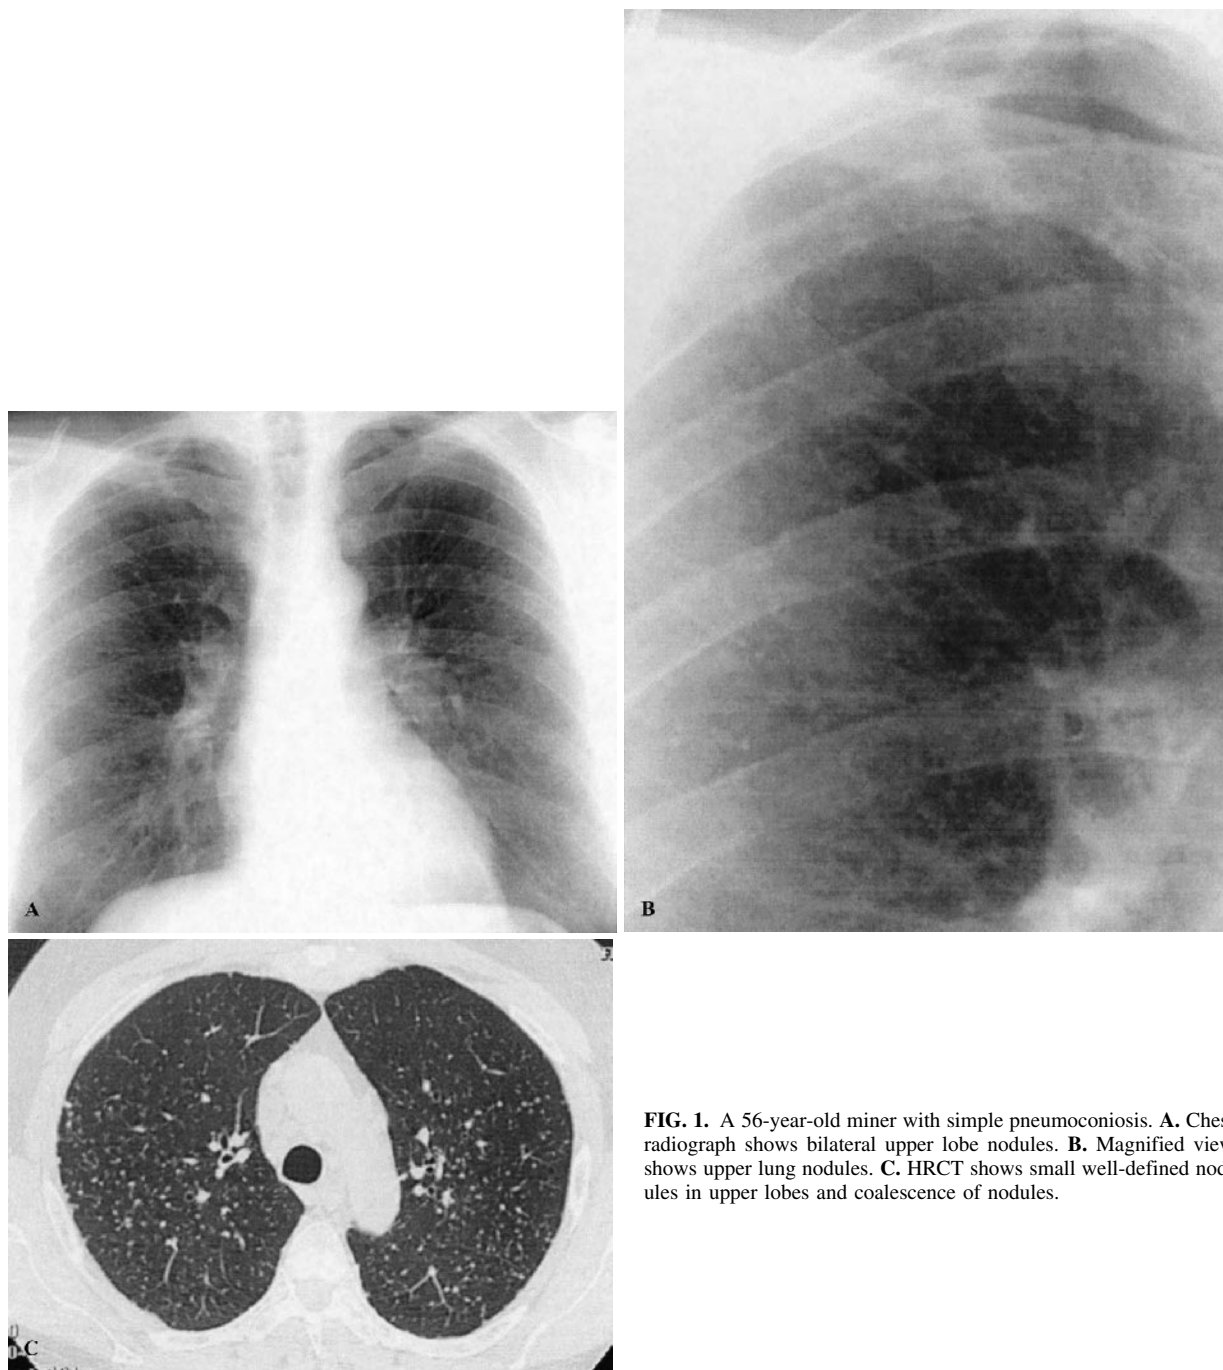 A
B
C
FIG. 1. A 56-year-old miner with simple pneumoconiosis. A. Ches
radiograph shows bilateral upper lobe nodules. B. Magnified view
shows upper lung nodules. C. HRCT shows small well-defined nod
ules in upper lobes and coalescence of nodules.